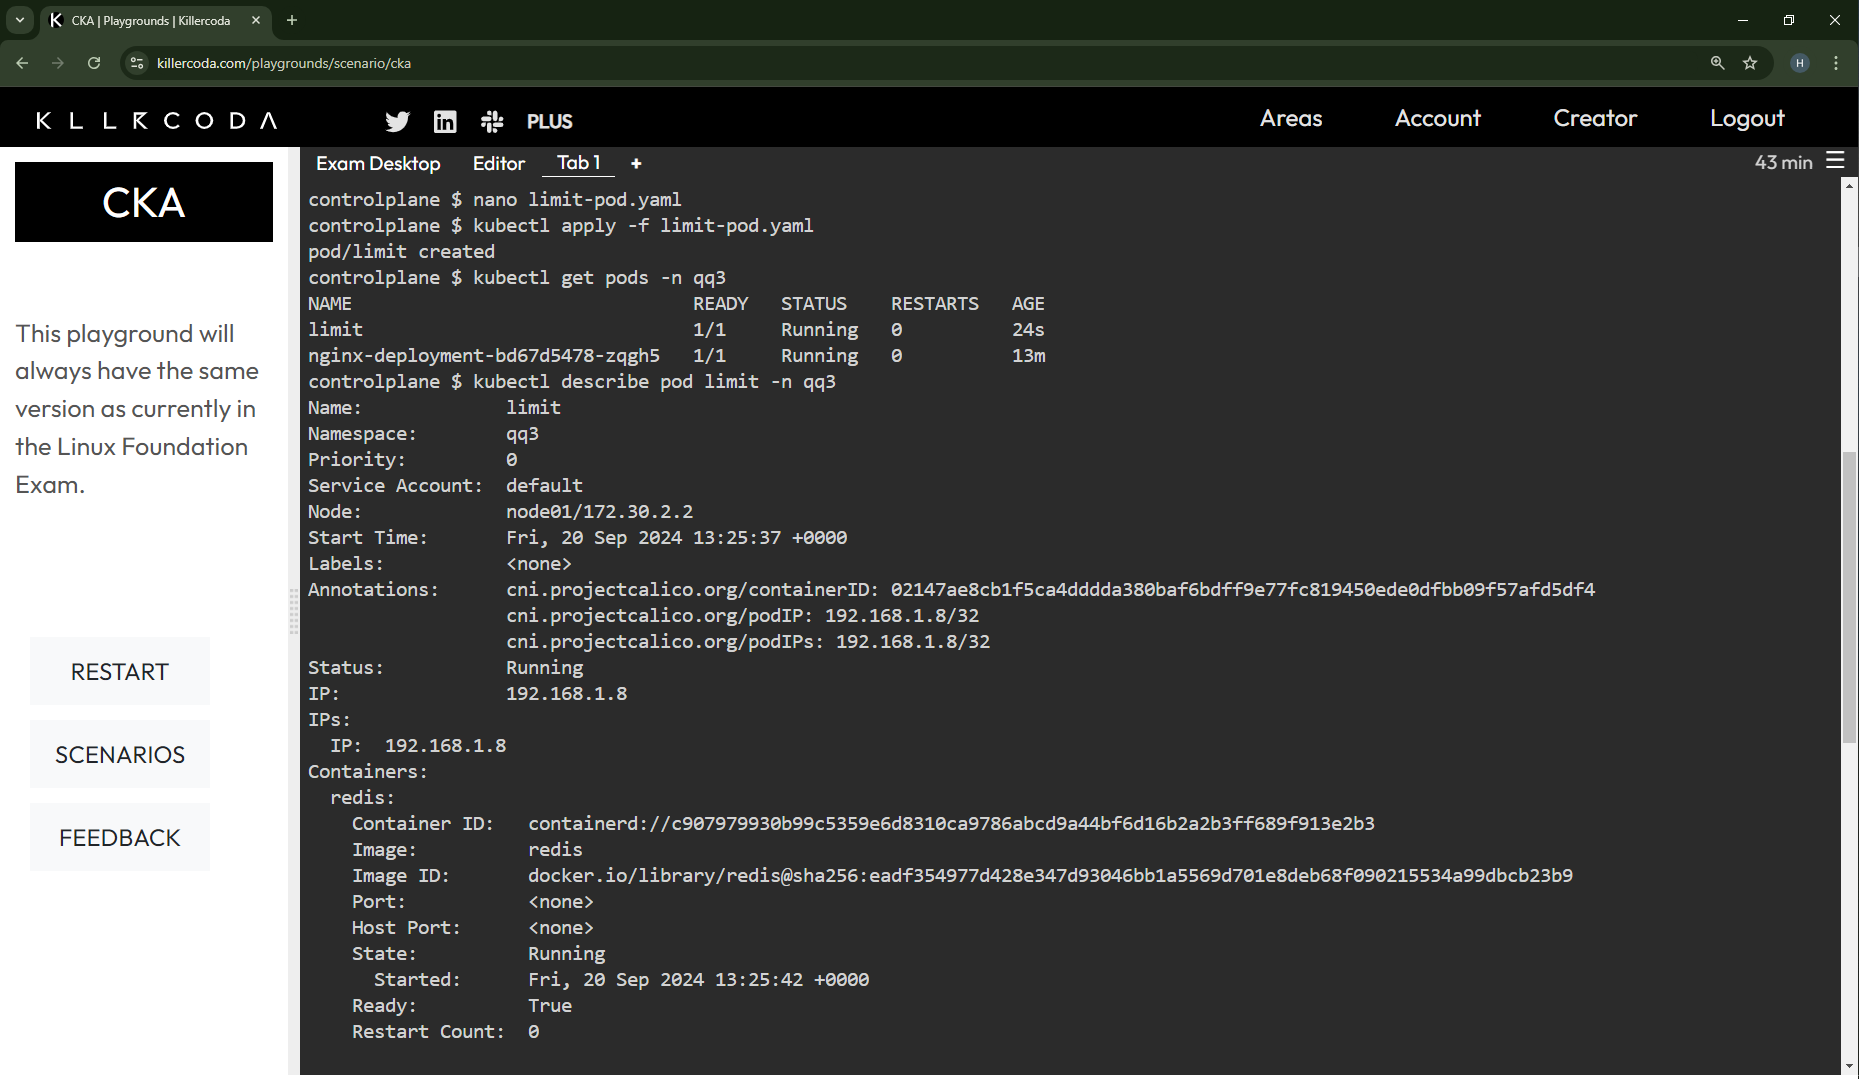 CKA | Playgrounds | Killercoda
killercoda.com/playgrounds/scenario/cka
H
KLLRCODA
PLUS
Areas
Account
Creator
Logout
CKA
This playground will
always have the same
version as currently in
the Linux Foundation
Exam.
RESTART
SCENARIOS
FEEDBACK
Exam Desktop
Editor
Tab 1
+
43 min
controlplane $ nano limit-pod.yaml
controlplane $ kubectl apply -f limit-pod.yaml
pod/limit created
controlplane $ kubectl get pods -n qq3
NAME READY STATUS RESTARTS AGE
limit 1/1 Running 0 24s
nginx-deployment-bd67d5478-zqgh5 1/1 Running 0 13m
controlplane $ kubectl describe pod limit -n qq3
Name: limit
Namespace: qq3
Priority: 0
Service Account: default
Node: node01/172.30.2.2
Start Time: Fri, 20 Sep 2024 13:25:37 +0000
Labels: <none>
Annotations: cni.projectcalico.org/containerID: 02147ae8cb1f5ca4dddda380baf6bdff9e77fc819450ede0dfbb09f57afd5df4
cni.projectcalico.org/podIP: 192.168.1.8/32
cni.projectcalico.org/podIPs: 192.168.1.8/32
Status: Running
IP: 192.168.1.8
IPs:
IP: 192.168.1.8
Containers:
redis:
Container ID: containerd://c907979930b99c5359e6d8310ca9786abcd9a44bf6d16b2a2b3ff689f913e2b3
Image: redis
Image ID: docker.io/library/redis@sha256:eadf354977d428e347d93046bb1a5569d701e8deb68f090215534a99dbcb23b9
Port: <none>
Host Port: <none>
State: Running
Started: Fri, 20 Sep 2024 13:25:42 +0000
Ready: True
Restart Count: 0